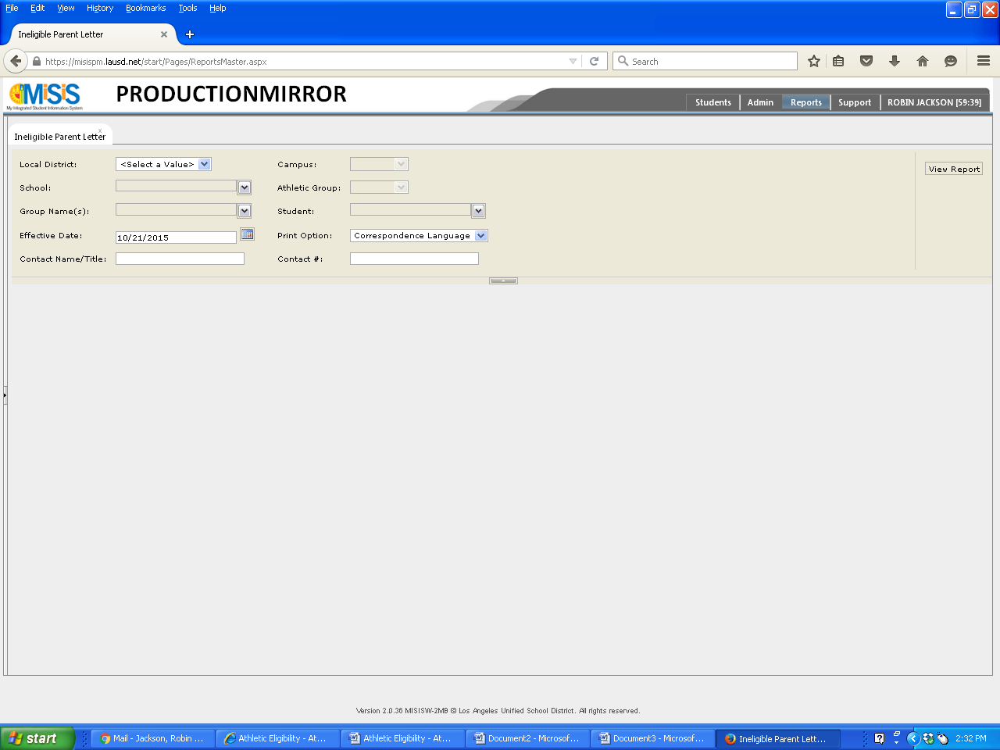 File Edit View History Bookmarks Tools Help
Ineligible Parent Letter
https://misispm.lausd.net/start/Pages/ReportsMaster.aspx Search
MiSiS PRODUCTIONMIRROR
My Integrated Student Information System
Students Admin Reports Support ROBIN JACKSON [59:39]
x
Ineligible Parent Letter
Local District: <Select a Value> Campus: View Report
School: Athletic Group:
Group Name(s): Student:
Effective Date: 10/21/2015 Print Option: Correspondence Language
Contact Name/Title: Contact #:
Version 2.0.36 MISISW-2MB © Los Angeles Unified School District. All rights reserved.
start Mail - Jackson, Robin ... Athletic Eligibility - At... Athletic Eligibility - At... Document2 - Microsof... Document3 - Microsof... Ineligible Parent Lett... 2:32 PM